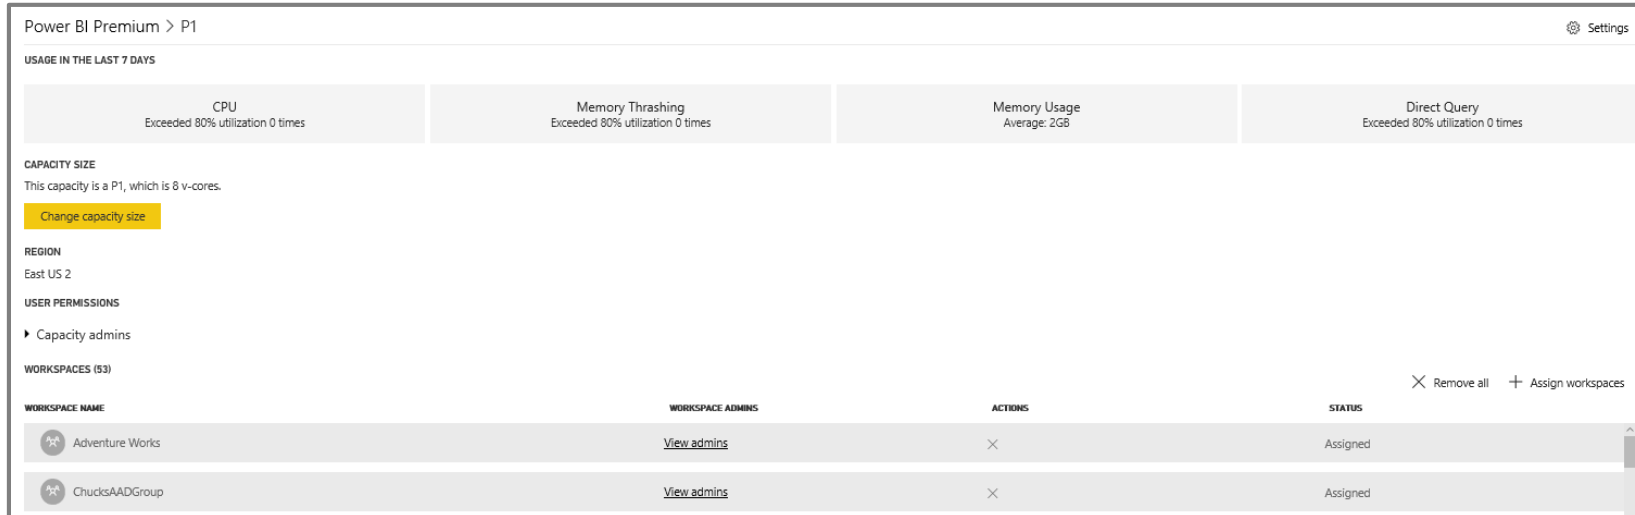 Power BI Premium > P1
Settings
USAGE IN THE LAST 7 DAYS
CPU
Exceeded 80% utilization 0 times
Memory Thrashing
Exceeded 80% utilization 0 times
Memory Usage
Average: 2GB
Direct Query
Exceeded 80% utilization 0 times
CAPACITY SIZE
This capacity is a P1, which is 8 v-cores.
Change capacity size
REGION
East US 2
USER PERMISSIONS
Capacity admins
WORKSPACES (53)
Remove all
Assign workspaces
WORKSPACE NAME WORKSPACE ADMINS ACTIONS STATUS
Adventure Works View admins Assigned
ChucksAADGroup View admins Assigned